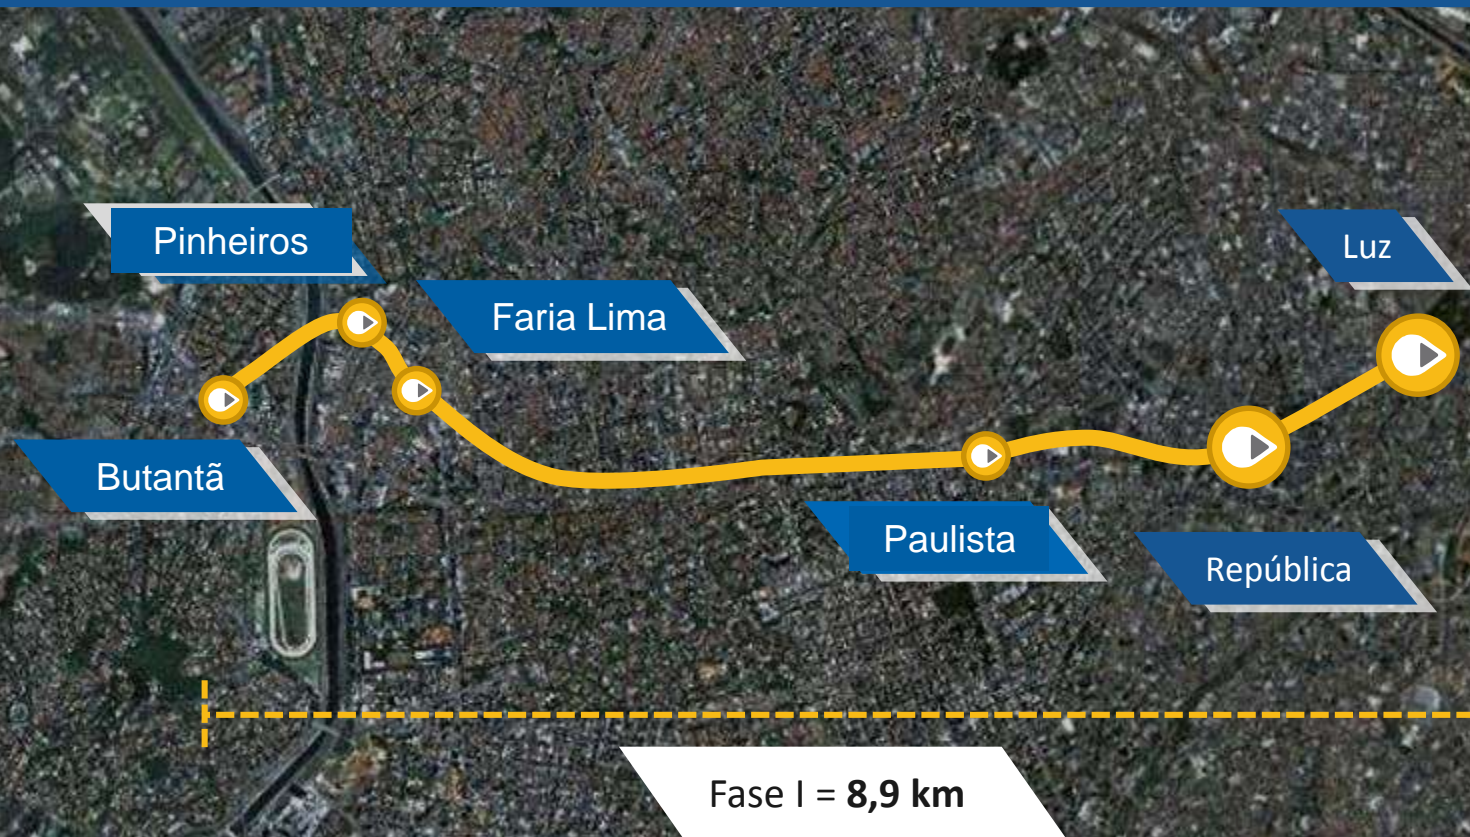 Pinheiros
Luz
Faria Lima
Butantã
Paulista
República
Fase I = 8,9 km